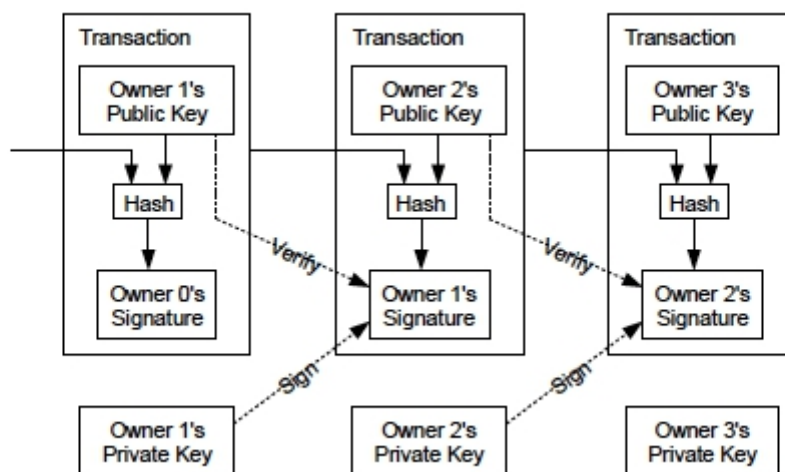 Transaction
Transaction
Transaction
Owner 1's
Public Key
Owner 2's
Public Key
Owner 3's
Public Key
Hash
Hash
Hash
Verify
Verify
Owner 0's
Signature
Owner 1's
Signature
Owner 2's
Signature
Sign
Sign
Owner 1's
Private Key
Owner 2's
Private Key
Owner 3's
Private Key